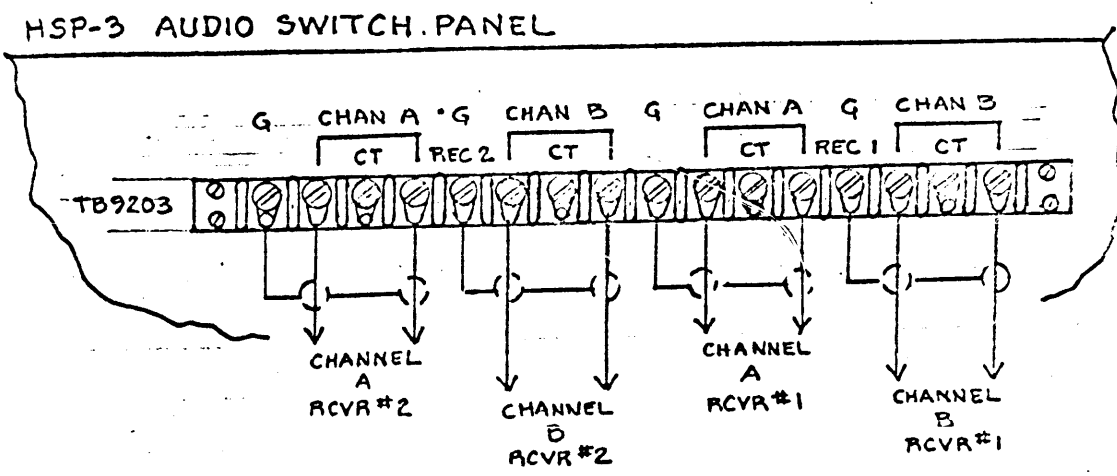 HSP-3 AUDIO SWITCH. PANEL
G CHAN A G CHAN B G CHAN A G CHAN B
CT REC 2 CT CT REC 1 CT
TB9203
CHANNEL
A
RCVR #2
CHANNEL
B
RCVR #2
CHANNEL
A
RCVR #1
CHANNEL
B
RCVR #1